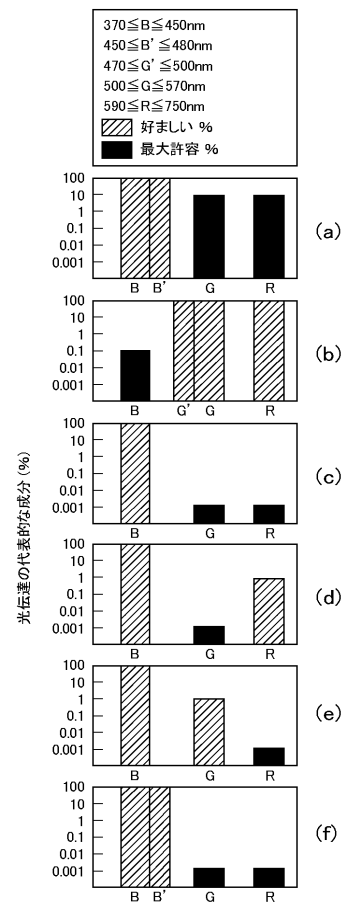 370≦B≦450nm
450≦B'≦480nm
470≦G'≦500nm
500≦G≦570nm
590≦R≦750nm
好ましい %
最大許容 %
光伝達の代表的な成分(%)
100
10
1
0.1
0.01
0.001
B B' G R
(a)
100
10
1
0.1
0.01
0.001
B G' G R
(b)
100
10
1
0.1
0.01
0.001
B G R
(c)
100
10
1
0.1
0.01
0.001
B G R
(d)
100
10
1
0.1
0.01
0.001
B G R
(e)
100
10
1
0.1
0.01
0.001
B B' G R
(f)